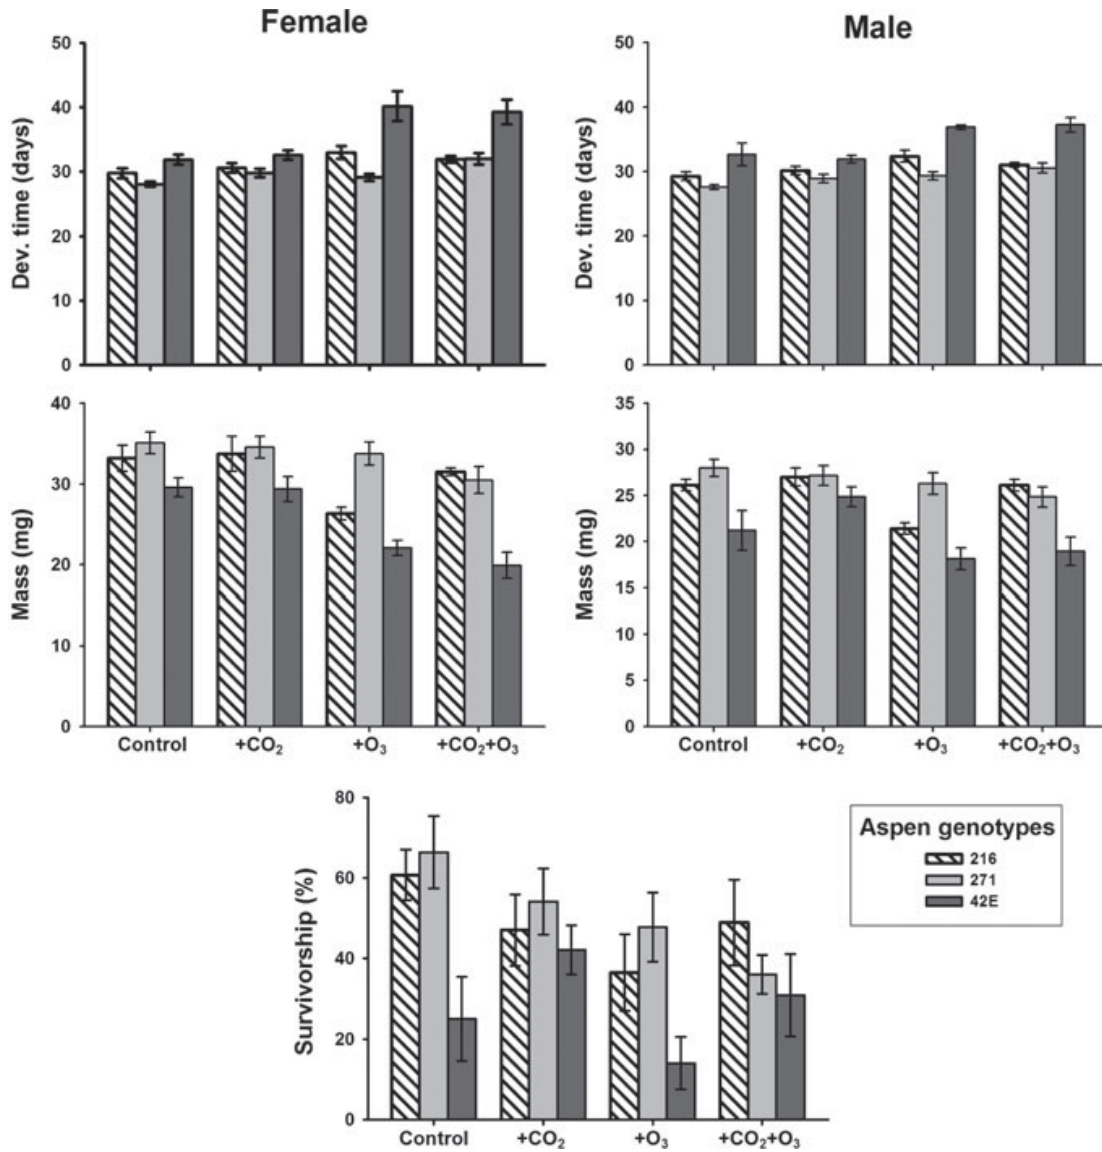 Female
Male
Dev. time (days)
50
40
30
20
10
0
Dev. time (days)
50
40
30
20
10
0
Mass (mg)
40
30
20
10
0
Control +CO₂ +O₃ +CO₂+O₃
Mass (mg)
35
30
25
20
15
10
5
0
Control +CO₂ +O₃ +CO₂+O₃
Survivorship (%)
80
60
40
20
0
Control +CO₂ +O₃ +CO₂+O₃
Aspen genotypes
216
271
42E